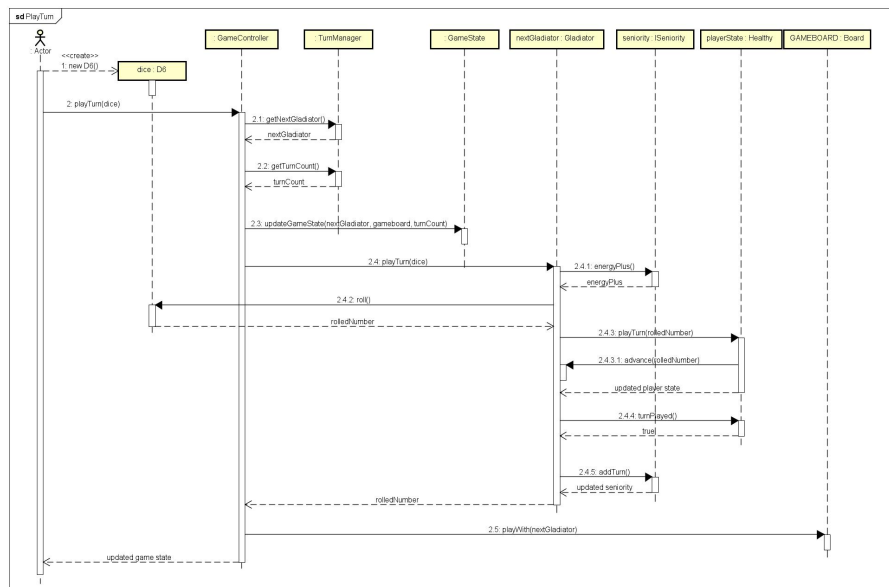 sd PlayTurn
: Actor
: GameController
: TurnManager
: GameState
nextGladiator : Gladiator
seniority : ISeniority
playerState : Healthy
GAMEBOARD : Board
<<create>>
1: new D6()
dice : D6
2: playTurn(dice)
2.1: getNextGladiator()
nextGladiator
2.2: getTurnCount()
turnCount
2.3: updateGameState(nextGladiator, gameboard, turnCount)
2.4: playTurn(dice)
2.4.1: energyPlus()
energyPlus
2.4.2: roll()
rolledNumber
2.4.3: playTurn(rolledNumber)
2.4.3.1: advance(rolledNumber)
updated player state
2.4.4: turnPlayed()
true
2.4.5: addTurn()
updated seniority
rolledNumber
2.5: playWith(nextGladiator)
updated game state